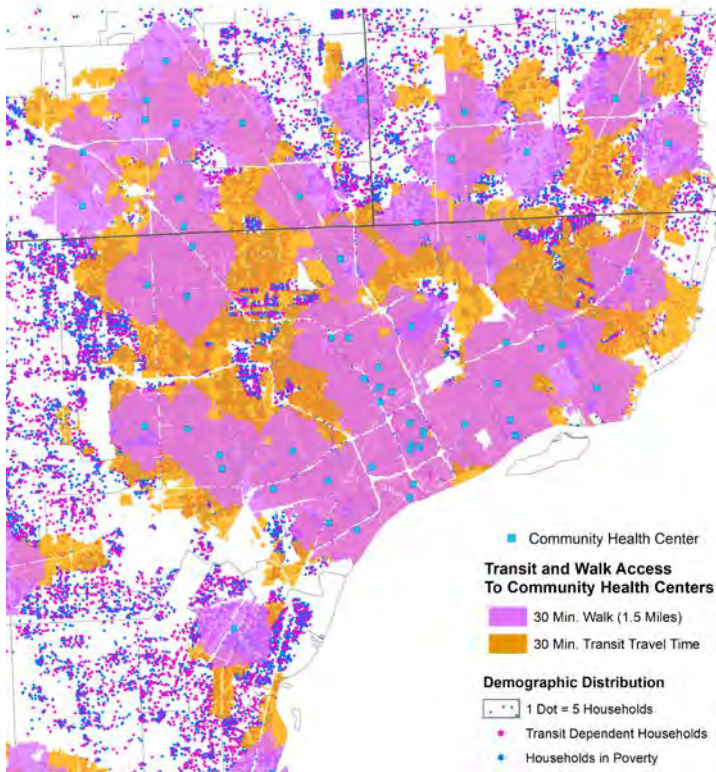 Community Health Center
Transit and Walk Access
To Community Health Centers
30 Min. Walk (1.5 Miles)
30 Min. Transit Travel Time
Demographic Distribution
1 Dot = 5 Households
Transit Dependent Households
Households in Poverty